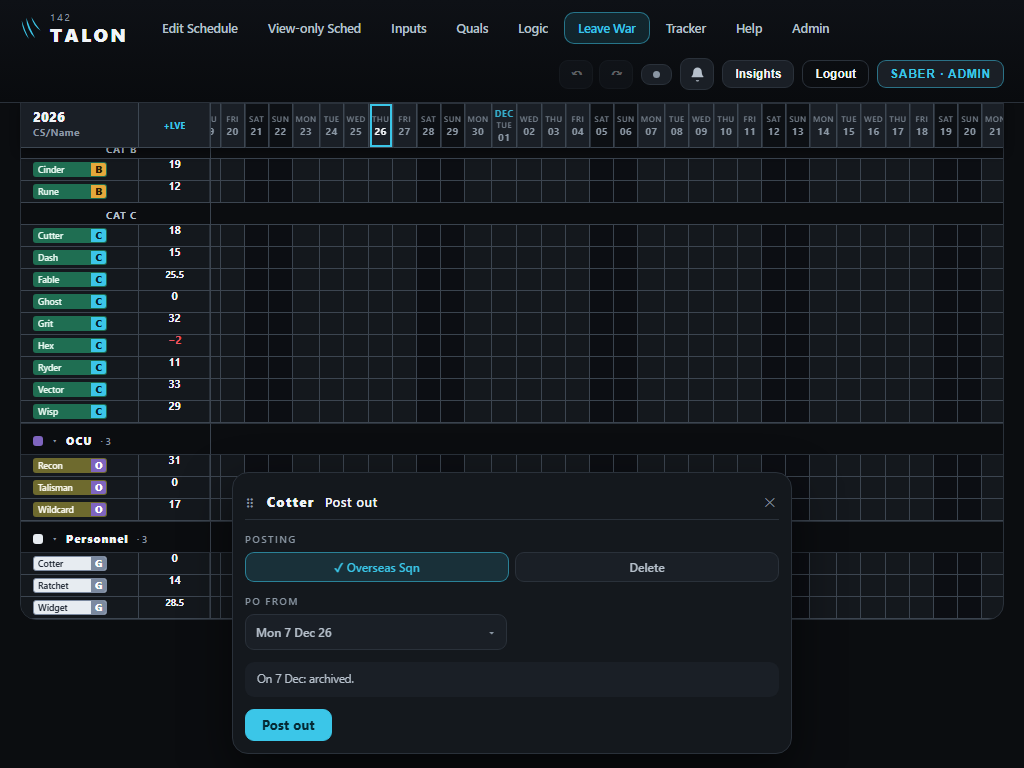 142
TALON
Edit Schedule View-only Sched Inputs Quals Logic Leave War Tracker Help Admin
Insights Logout SABER · ADMIN
2026
CS/Name
+LVE
U FRI SAT SUN MON TUE WED THU FRI SAT SUN MON DEC TUE WED THU FRI SAT SUN MON TUE WED THU FRI SAT SUN MON TUE WED THU FRI SAT SUN MON
9 20 21 22 23 24 25 26 27 28 29 30 01 02 03 04 05 06 07 08 09 10 11 12 13 14 15 16 17 18 19 20 21
CAT B
Cinder B 19
Rune B 12
CAT C
Cutter C 18
Dash C 15
Fable C 25.5
Ghost C 0
Grit C 32
Hex C −2
Ryder C 11
Vector C 33
Wisp C 29
OCU · 3
Recon O 31
Talisman O 0
Wildcard O 17
Personnel · 3
Cotter G 0
Ratchet G 14
Widget G 28.5
Cotter Post out
POSTING
✓ Overseas Sqn Delete
PO FROM
Mon 7 Dec 26
On 7 Dec: archived.
Post out